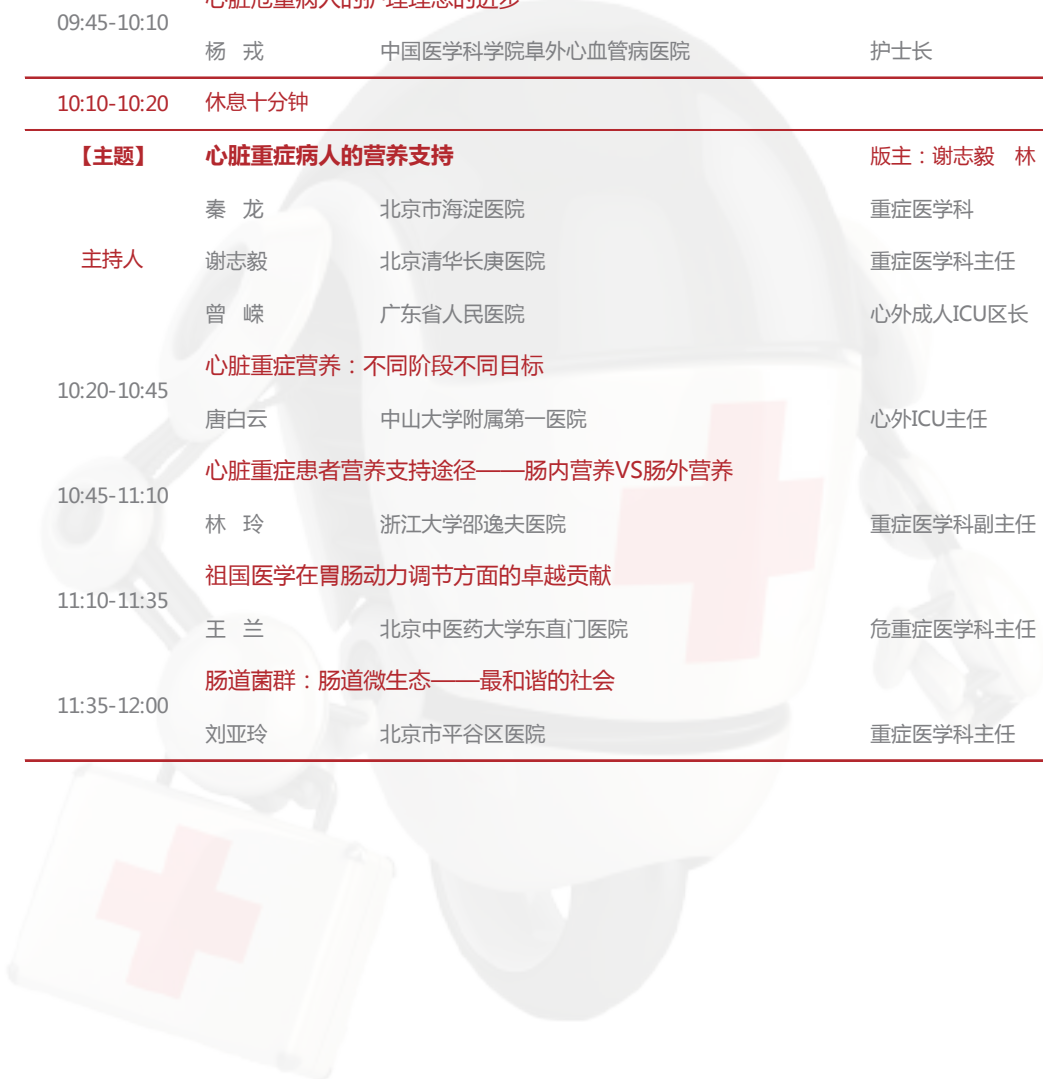 心脏危重病人的护理理念的进步
09:45-10:10
杨 戎 中国医学科学院阜外心血管病医院 护士长
10:10-10:20 休息十分钟
【主题】 心脏重症病人的营养支持 版主：谢志毅 林
秦 龙 北京市海淀医院 重症医学科
主持人 谢志毅 北京清华长庚医院 重症医学科主任
曾 嵘 广东省人民医院 心外成人ICU区长
心脏重症营养：不同阶段不同目标
10:20-10:45
唐白云 中山大学附属第一医院 心外ICU主任
心脏重症患者营养支持途径——肠内营养VS肠外营养
10:45-11:10
林 玲 浙江大学邵逸夫医院 重症医学科副主任
祖国医学在胃肠动力调节方面的卓越贡献
11:10-11:35
王 兰 北京中医药大学东直门医院 危重症医学科主任
肠道菌群：肠道微生态——最和谐的社会
11:35-12:00
刘亚玲 北京市平谷区医院 重症医学科主任